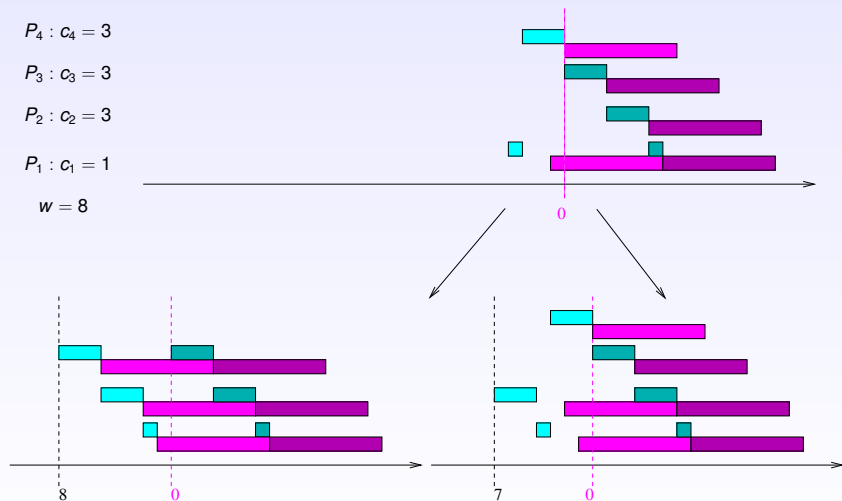 P₄ : c₄ = 3
P₃ : c₃ = 3
P₂ : c₂ = 3
P₁ : c₁ = 1
w = 8
0
8 0
7 0